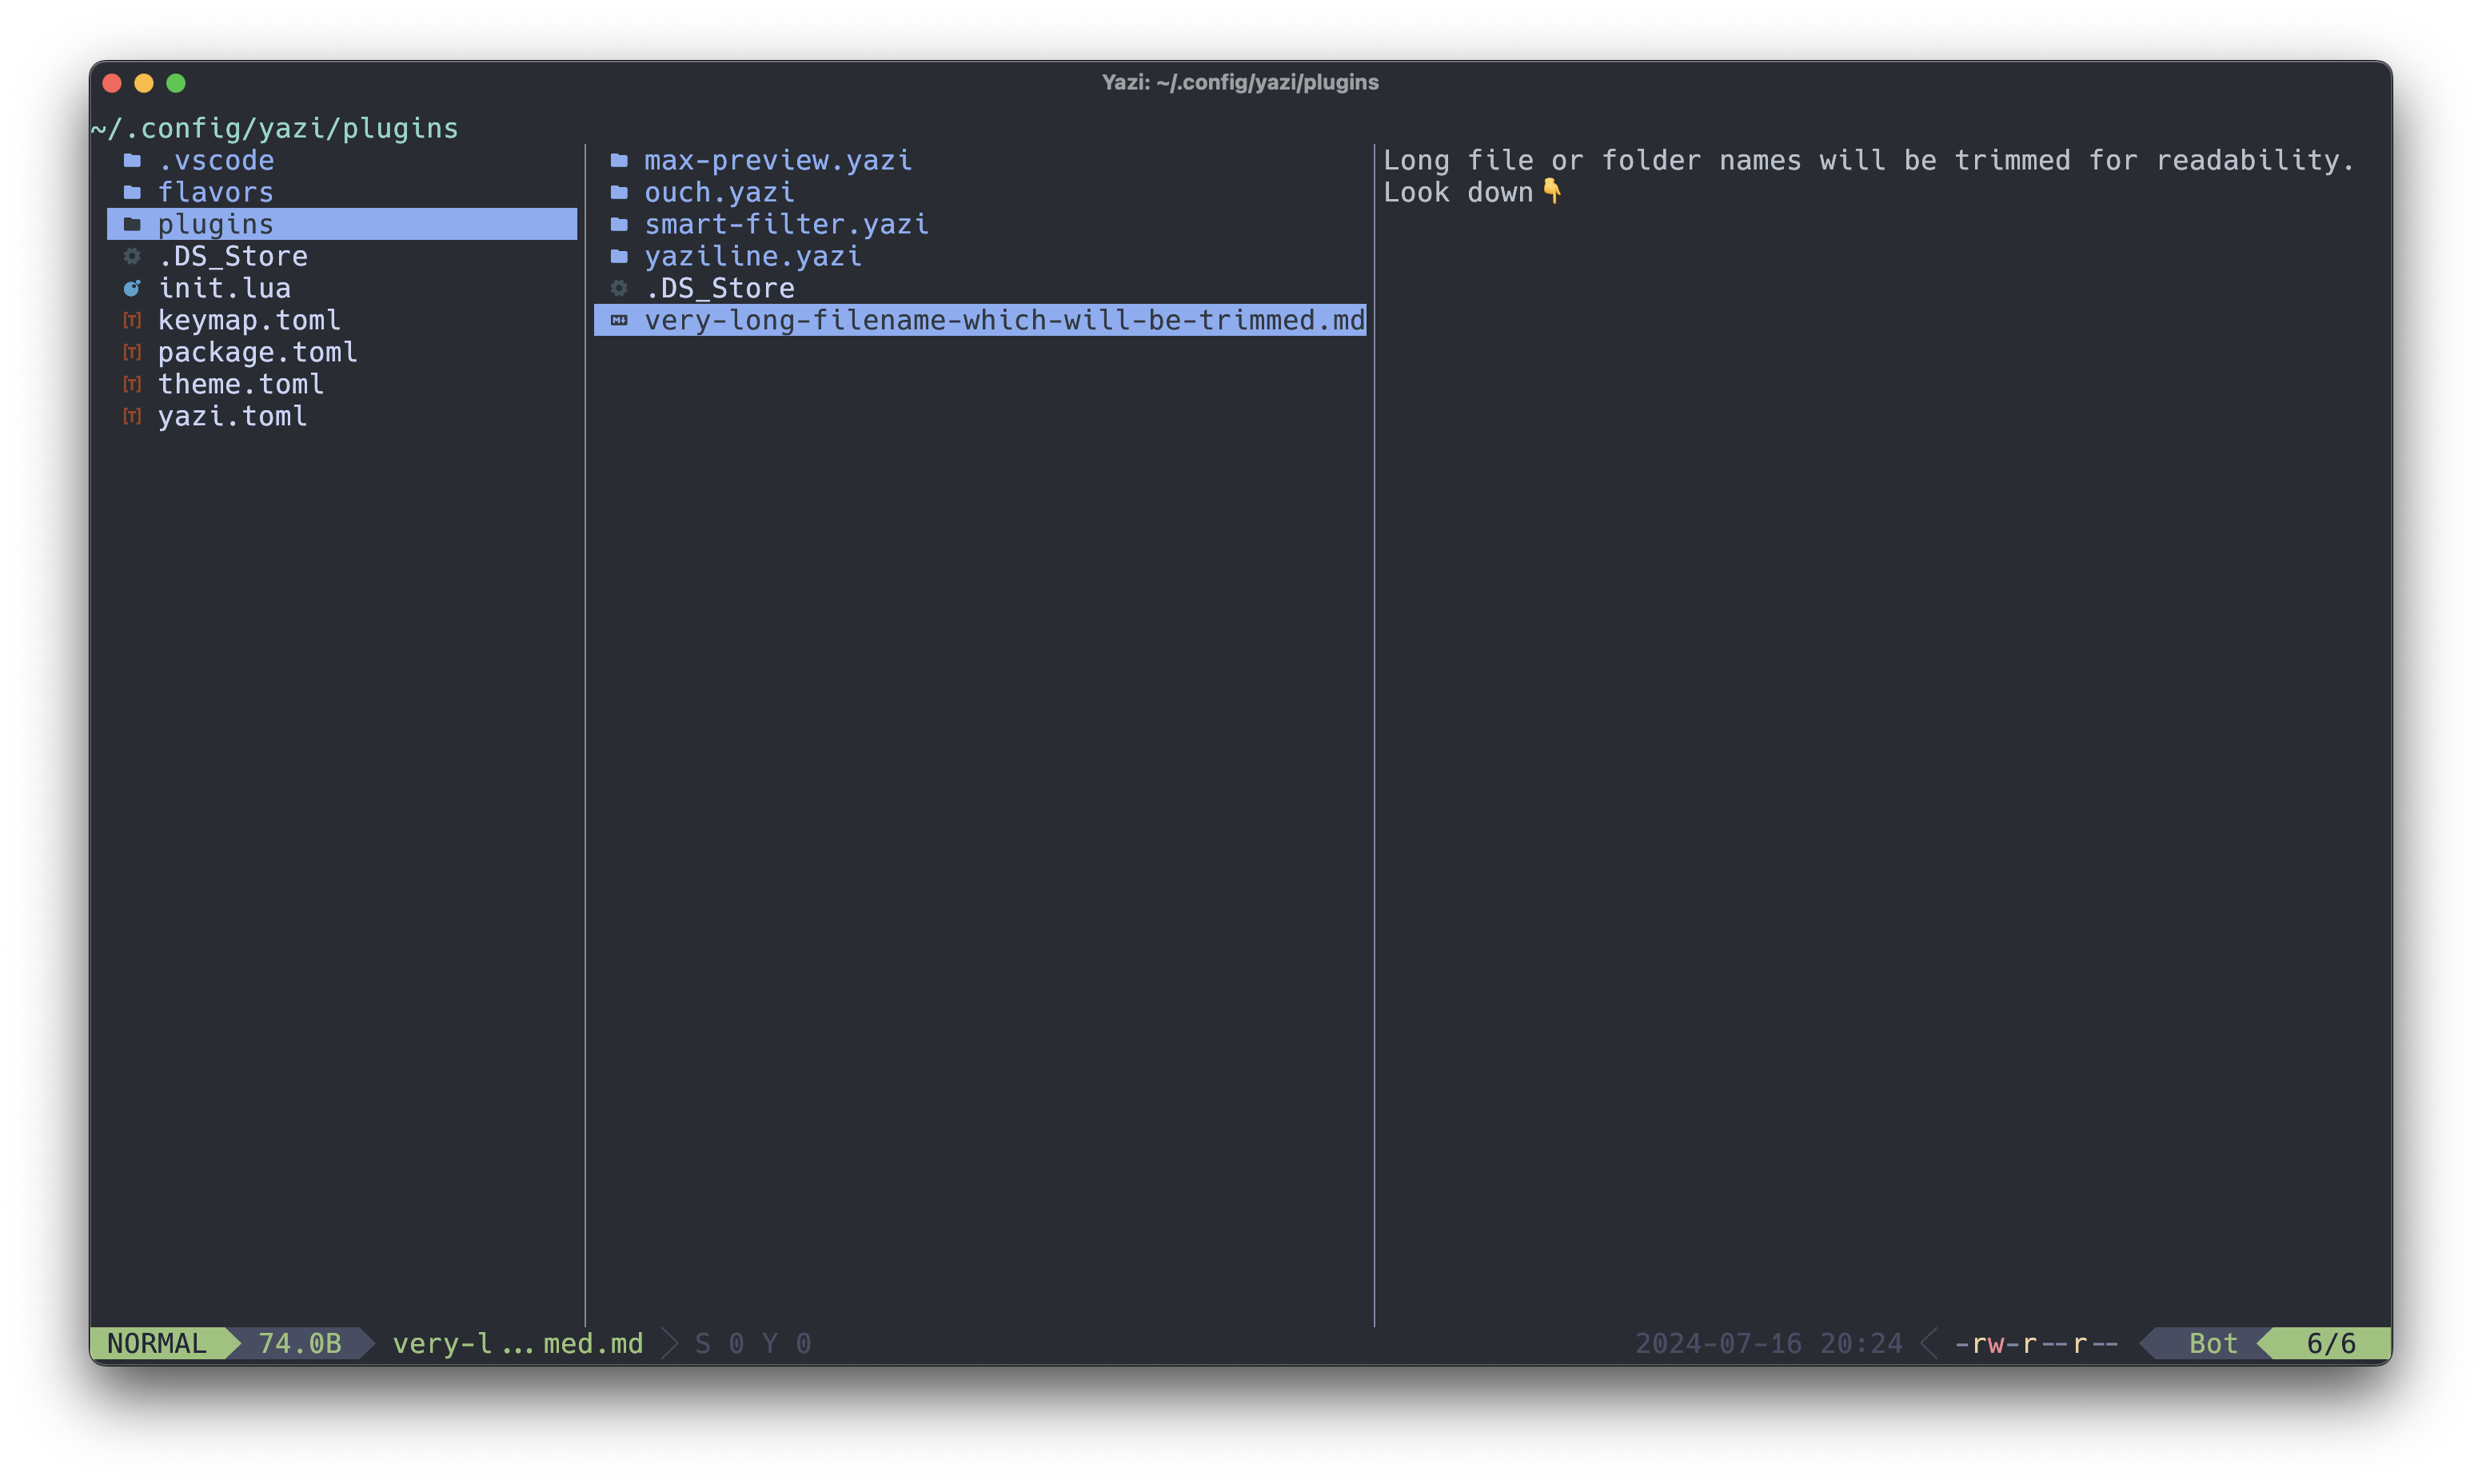 Yazi: ~/.config/yazi/plugins
~/.config/yazi/plugins
.vscode
flavors
plugins
.DS_Store
init.lua
keymap.toml
package.toml
theme.toml
yazi.toml
max-preview.yazi
ouch.yazi
smart-filter.yazi
yaziline.yazi
.DS_Store
very-long-filename-which-will-be-trimmed.md
Long file or folder names will be trimmed for readability.
Look down👇
NORMAL 74.0B very-l...med.md S 0 Y 0 2024-07-16 20:24 -rw-r--r-- Bot 6/6